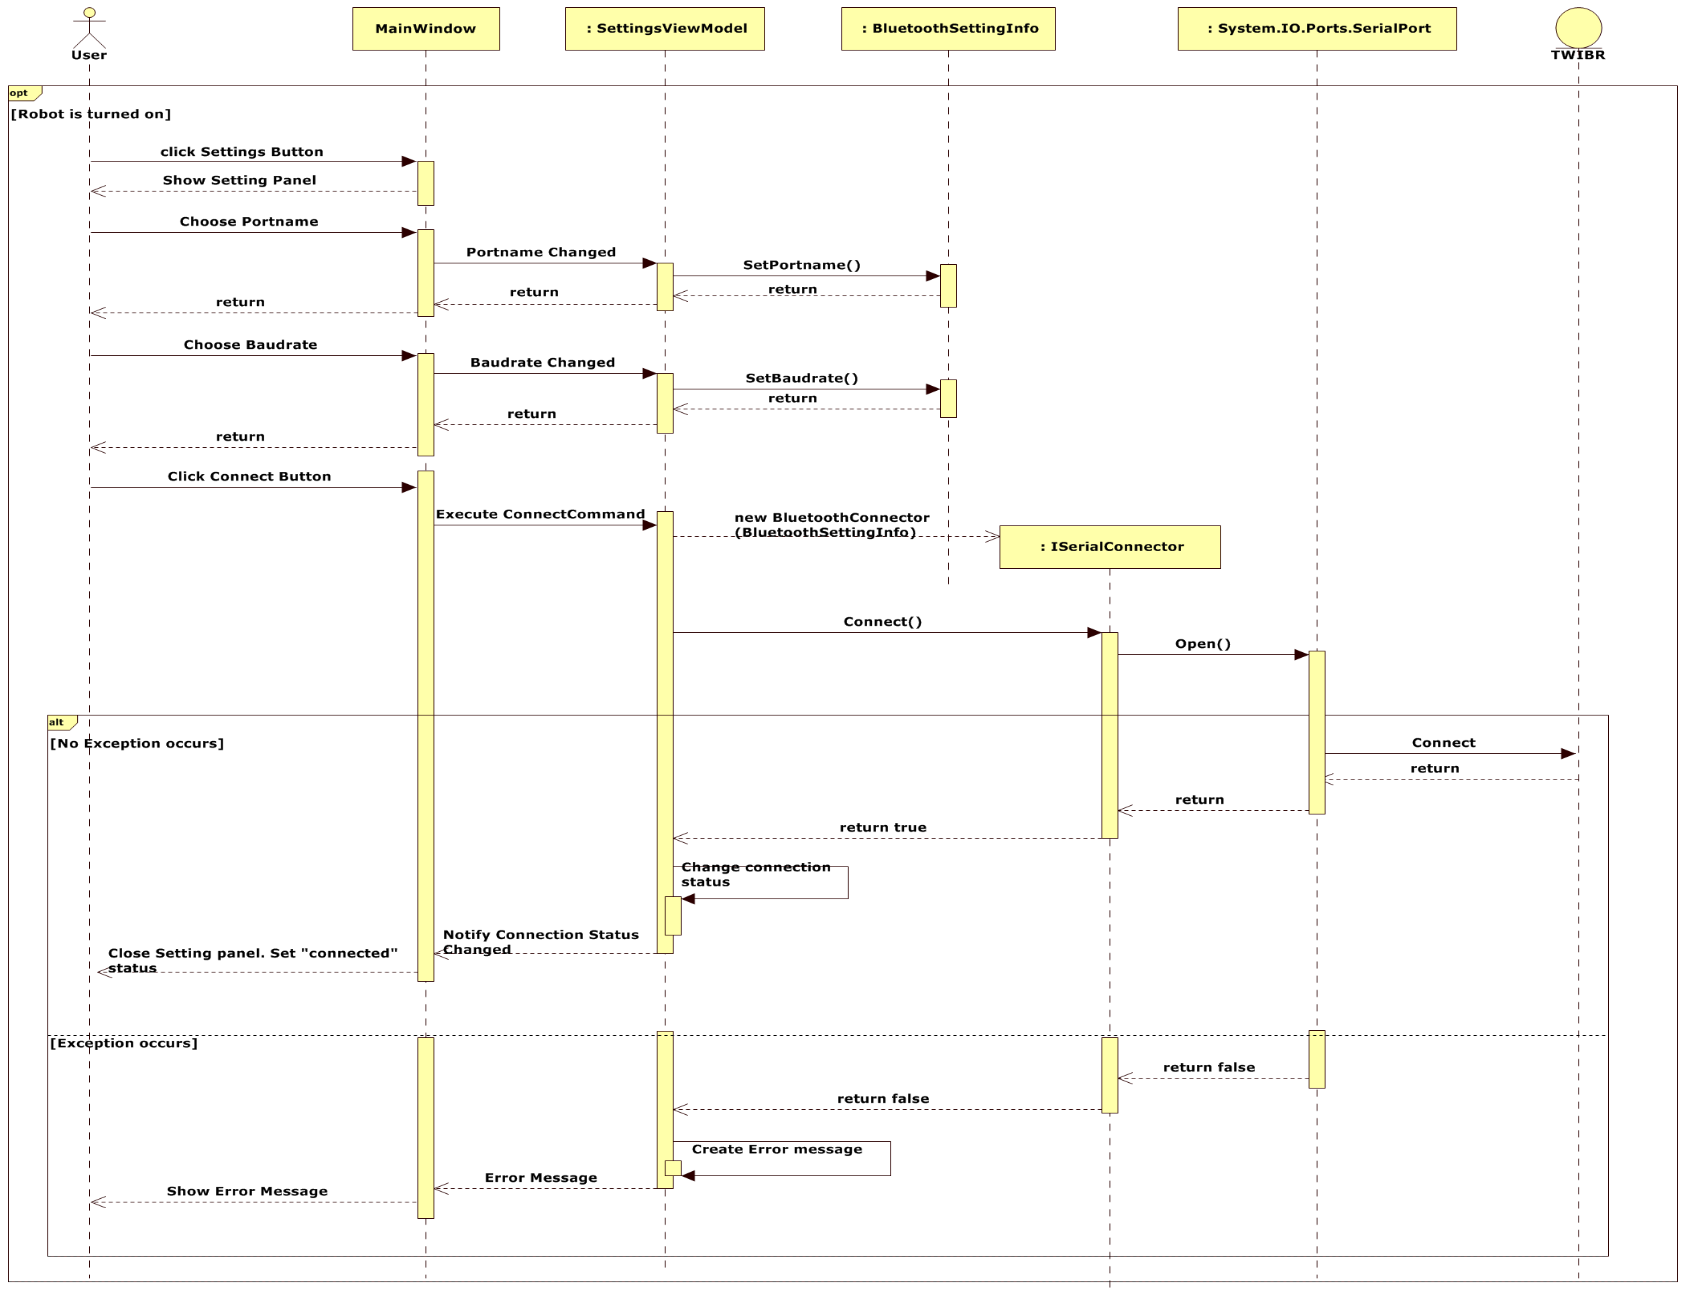 User
MainWindow
: SettingsViewModel
: BluetoothSettingInfo
: System.IO.Ports.SerialPort
TWIBR
opt
[Robot is turned on]
click Settings Button
Show Setting Panel
Choose Portname
Portname Changed
SetPortname()
return
return
return
Choose Baudrate
Baudrate Changed
SetBaudrate()
return
return
return
Click Connect Button
Execute ConnectCommand
new BluetoothConnector
(BluetoothSettingInfo)
: ISerialConnector
Connect()
Open()
alt
[No Exception occurs]
Connect
return
return
return true
Change connection
status
Notify Connection Status
Changed
Close Setting panel. Set "connected"
status
[Exception occurs]
return false
return false
Create Error message
Error Message
Show Error Message